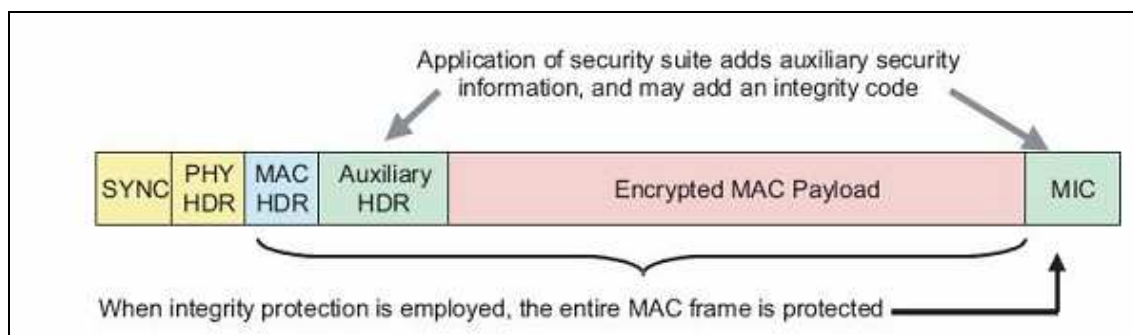 Application of security suite adds auxiliary security
information, and may add an integrity code
SYNC
PHY
HDR
MAC
HDR
Auxiliary
HDR
Encrypted MAC Payload
MIC
When integrity protection is employed, the entire MAC frame is protected